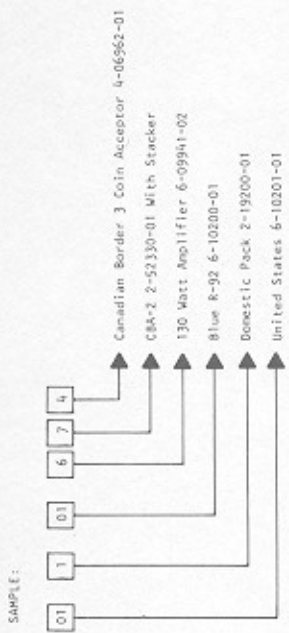 SAMPLE:
01 1 01 6 7 4
Canadian Border 3 Coin Acceptor 4-06962-01
CBA-2 2-52330-01 With Stacker
130 Watt Amplifier 6-09941-02
Blue R-92 6-10200-01
Domestic Pack 2-19200-01
United States 6-10201-01